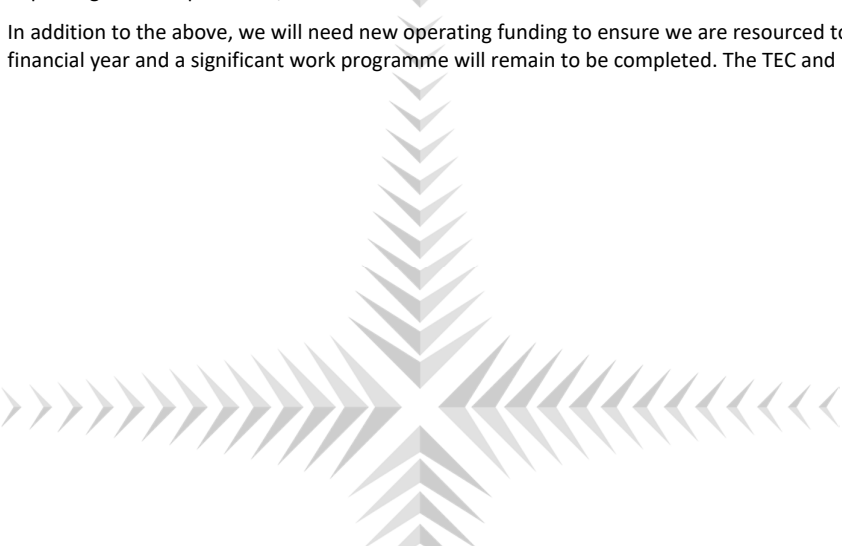 In addition to the above, we will need new operating funding to ensure we are resourced to
financial year and a significant work programme will remain to be completed. The TEC and